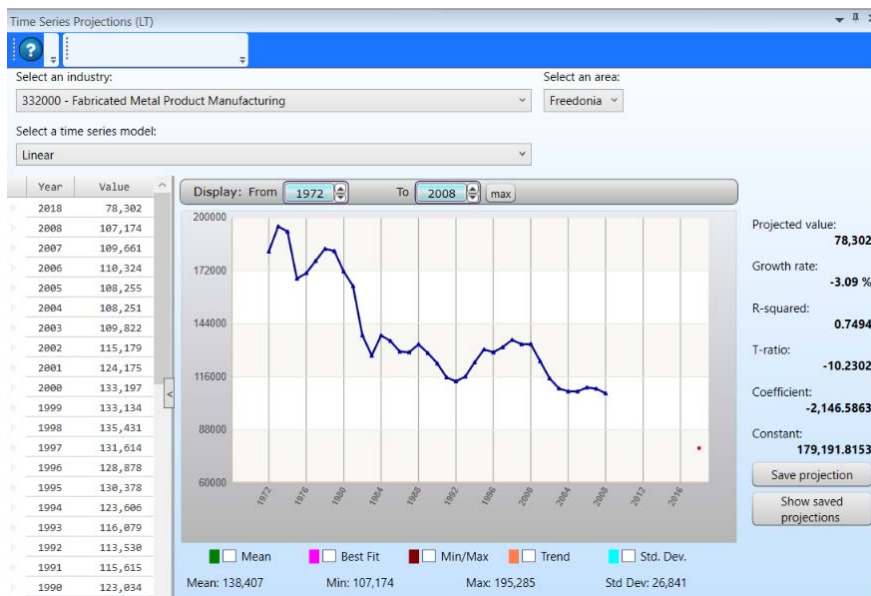 Time Series Projections (LT)
Select an industry:
Select an area:
332000 - Fabricated Metal Product Manufacturing
Freedonia
Select a time series model:
Linear
Year Value
2018 78,302
2008 107,174
2007 109,661
2006 110,324
2005 108,255
2004 108,251
2003 109,822
2002 115,179
2001 124,175
2000 133,197
1999 133,134
1998 135,431
1997 131,614
1996 128,878
1995 130,378
1994 123,606
1993 116,079
1992 113,530
1991 115,615
1990 123,034
Display: From 1972 To 2008 max
200000
172000
144000
116000
88000
60000
1972 1976 1980 1984 1988 1992 1996 2000 2004 2008 2012 2016
Mean Best Fit Min/Max Trend Std. Dev.
Mean: 138,407 Min: 107,174 Max: 195,285 Std Dev: 26,841
Projected value:
78,302
Growth rate:
-3.09 %
R-squared:
0.7494
T-ratio:
-10.2302
Coefficient:
-2,146.5863
Constant:
179,191.8153
Save projection
Show saved
projections